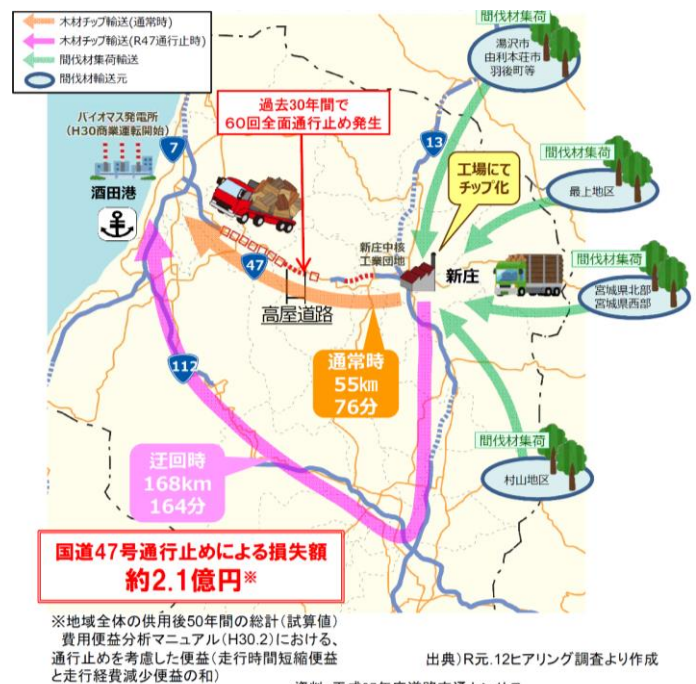 木材チップ輸送(通常時)
木材チップ輸送(R47通行止時)
間伐材集荷輸送
間伐材輸送元
間伐材集荷
湯沢市
由利本荘市
羽後町等
過去30年間で
60回全面通行止め発生
バイオマス発電所
(H30商業運転開始)
7
13
酒田港
工場にて
チップ化
間伐材集荷
最上地区
新庄中核
工業団地
新庄
47
高屋道路
間伐材集荷
宮城県北部
宮城県西部
通常時
55km
76分
112
間伐材集荷
村山地区
迂回時
168km
164分
国道47号通行止めによる損失額
約2.1億円※
※地域全体の供用後50年間の総計(試算値)
費用便益分析マニュアル(H30.2)における、
通行止めを考慮した便益(走行時間短縮便益
と走行経費減少便益の和)
出典)R元.12ヒアリング調査より作成